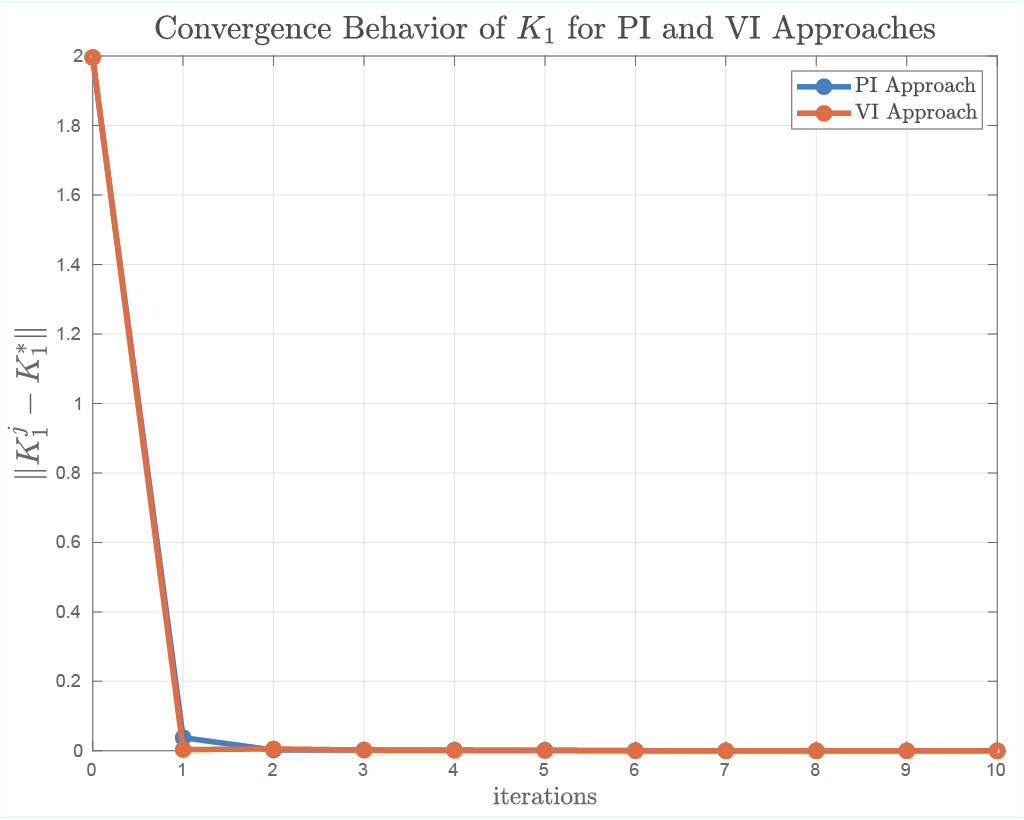 Convergence Behavior of K₁ for PI and VI Approaches
PI Approach
VI Approach
2
1.8
1.6
1.4
1.2
1
0.8
0.6
0.4
0.2
0
‖K₁ʲ − K₁*‖
0 1 2 3 4 5 6 7 8 9 10
iterations